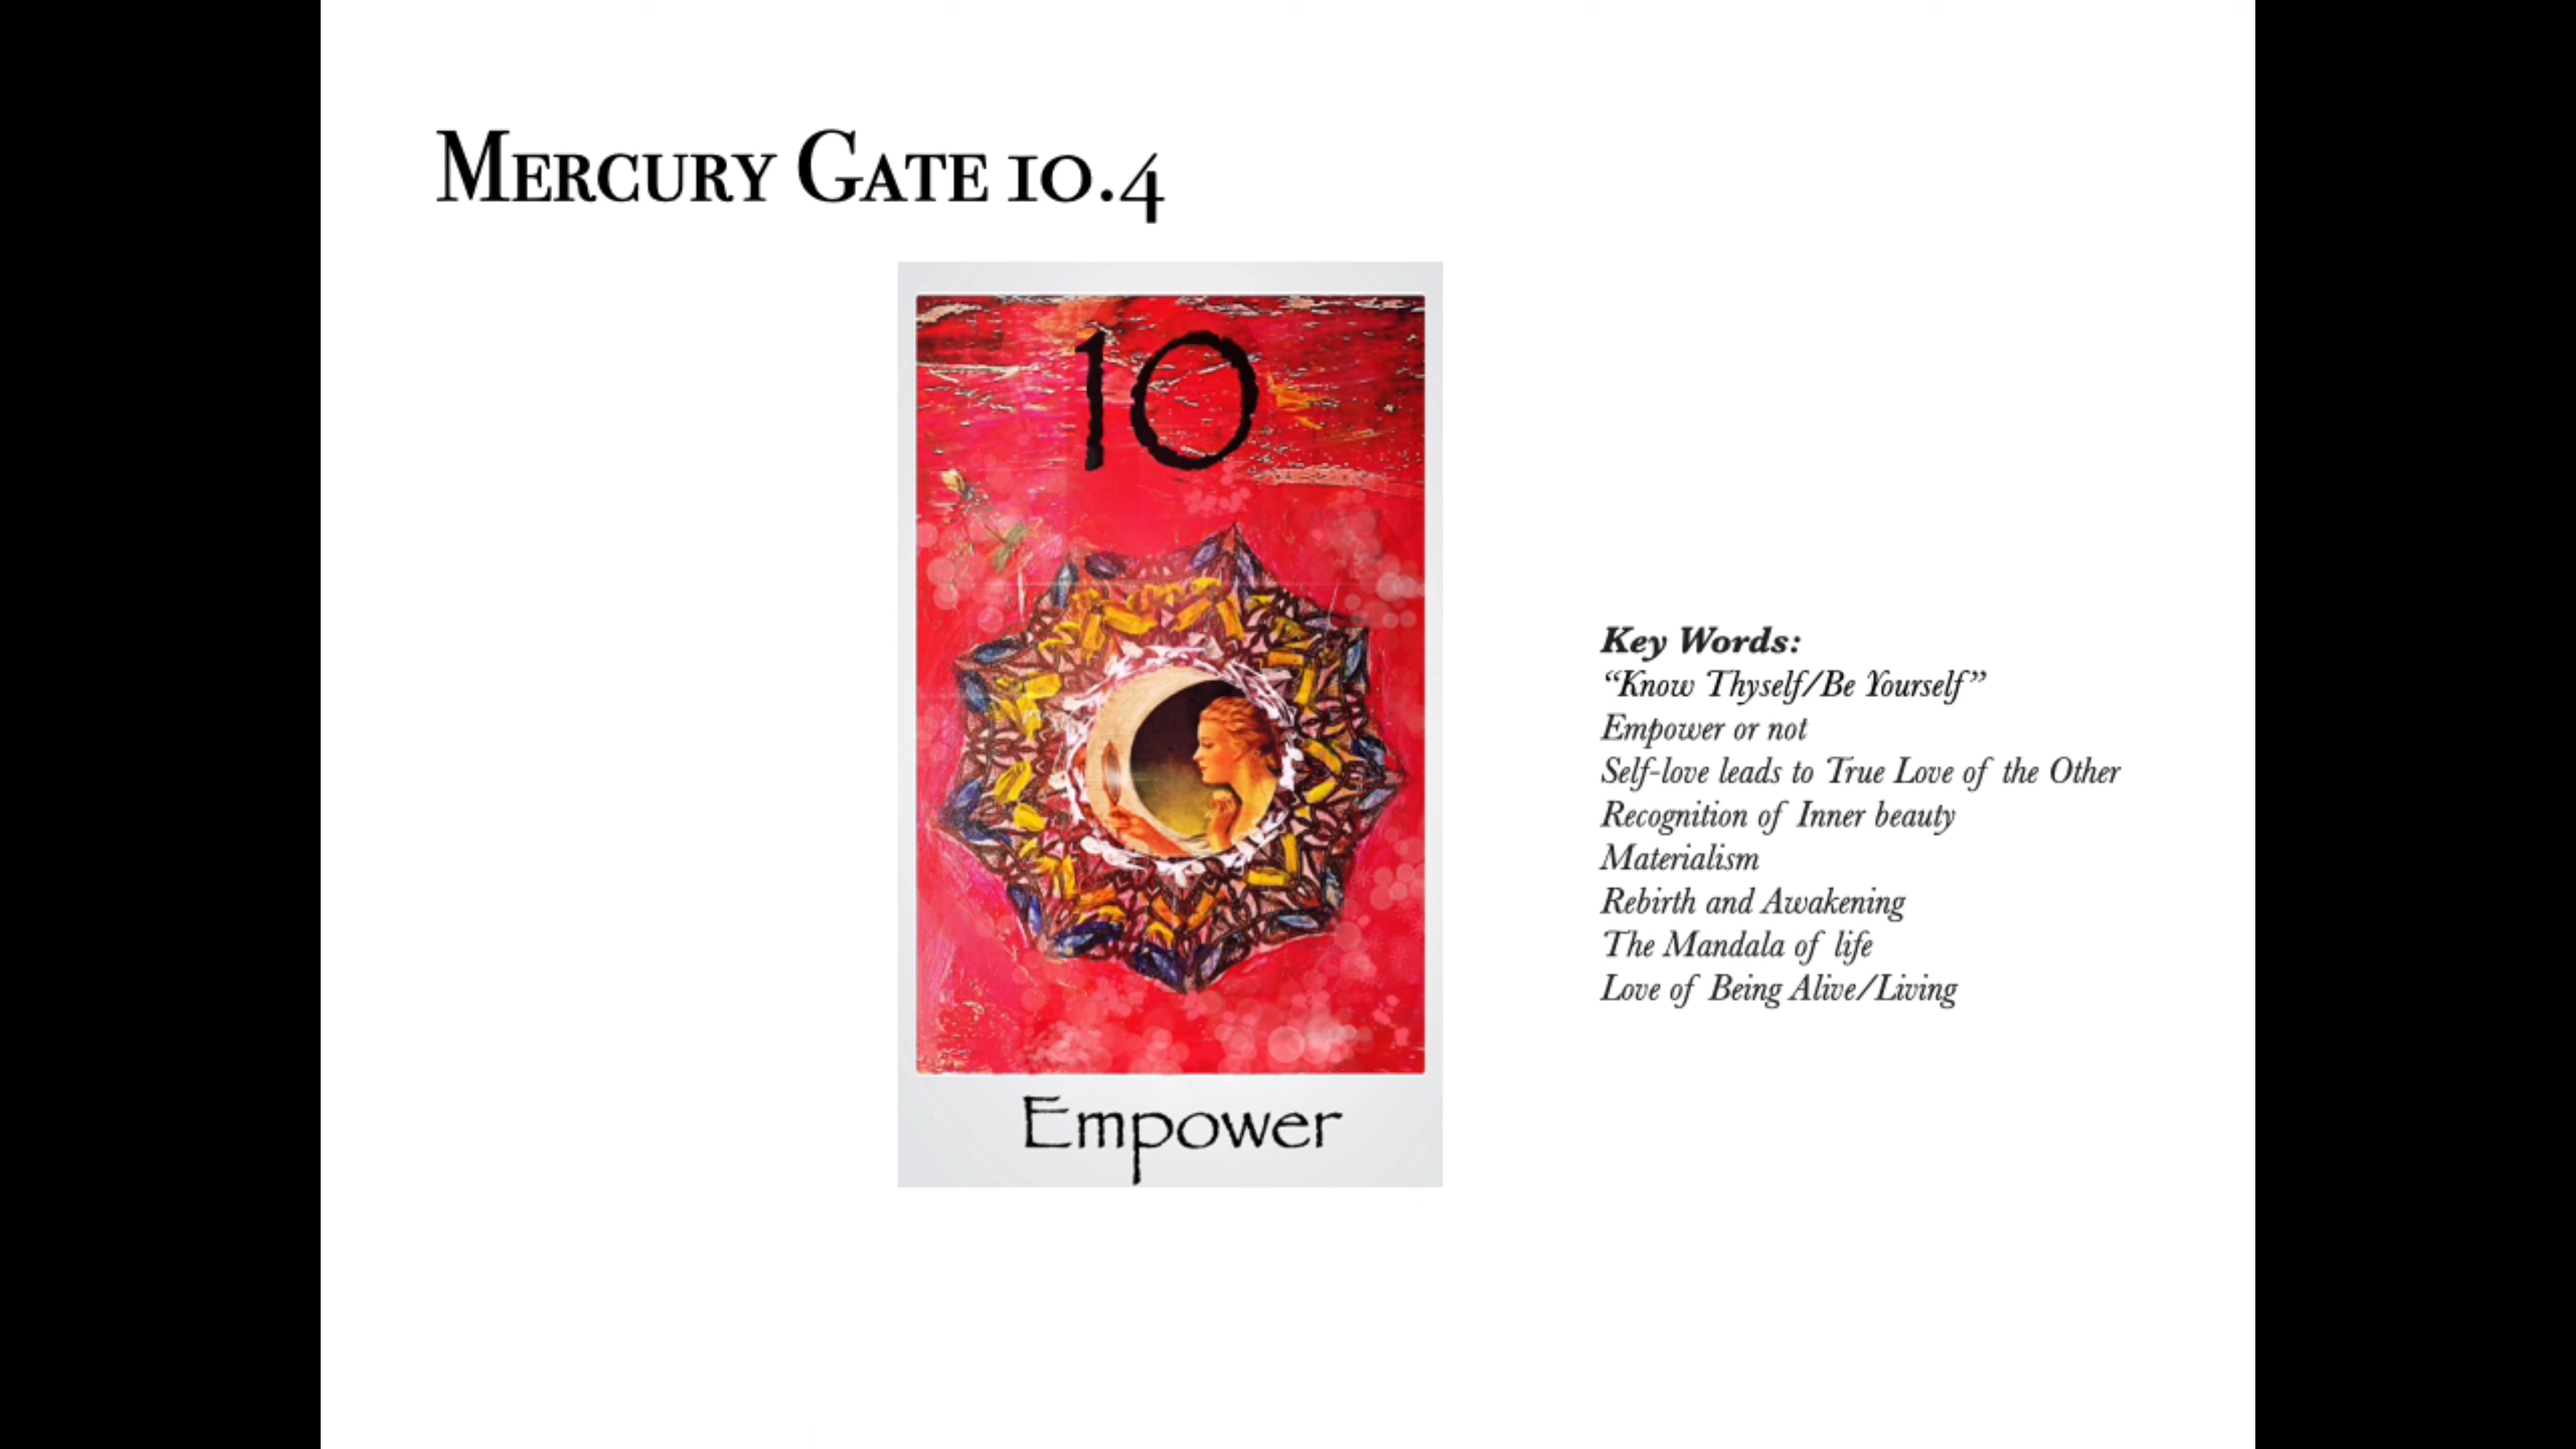 Mercury Gate 10.4
10
Empower
Key Words:
“Know Thyself/Be Yourself”
Empower or not
Self-love leads to True Love of the Other
Recognition of Inner beauty
Materialism
Rebirth and Awakening
The Mandala of life
Love of Being Alive/Living